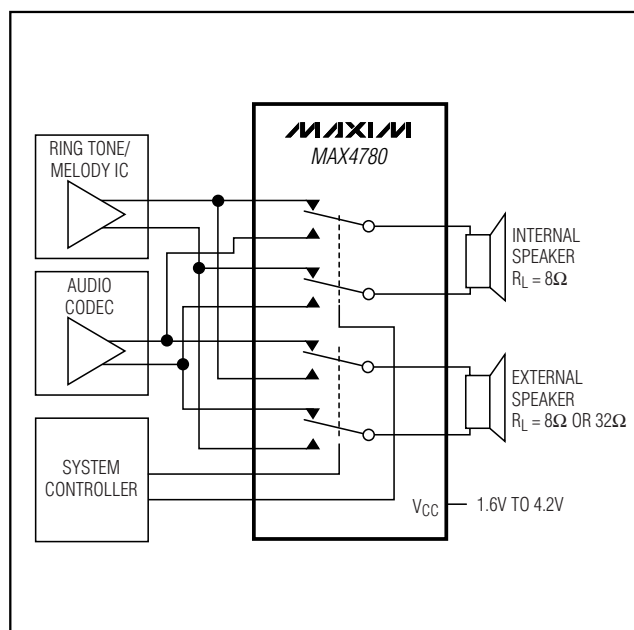 MAXIM
MAX4780
RING TONE/
MELODY IC
AUDIO
CODEC
SYSTEM
CONTROLLER
INTERNAL
SPEAKER
RL = 8Ω
EXTERNAL
SPEAKER
RL = 8Ω OR 32Ω
VCC
1.6V TO 4.2V